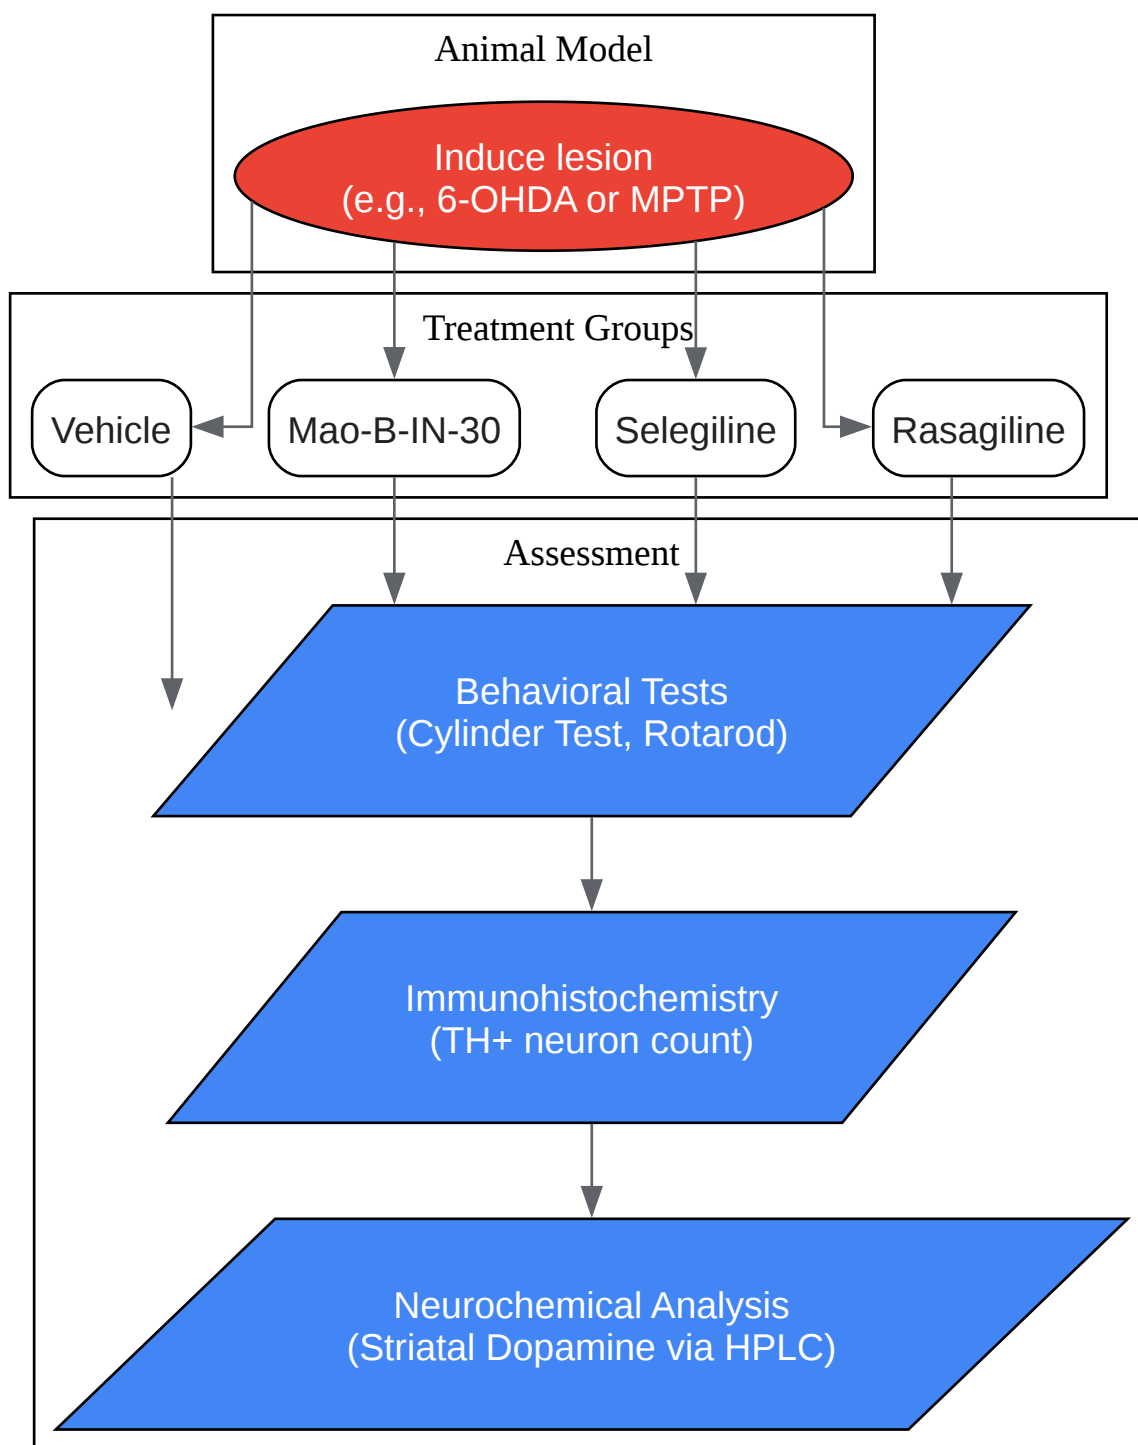 Animal Model
Induce lesion
(e.g., 6-OHDA or MPTP)
Treatment Groups
Vehicle
Mao-B-IN-30
Selegiline
Rasagiline
Assessment
Behavioral Tests
(Cylinder Test, Rotarod)
Immunohistochemistry
(TH+ neuron count)
Neurochemical Analysis
(Striatal Dopamine via HPLC)